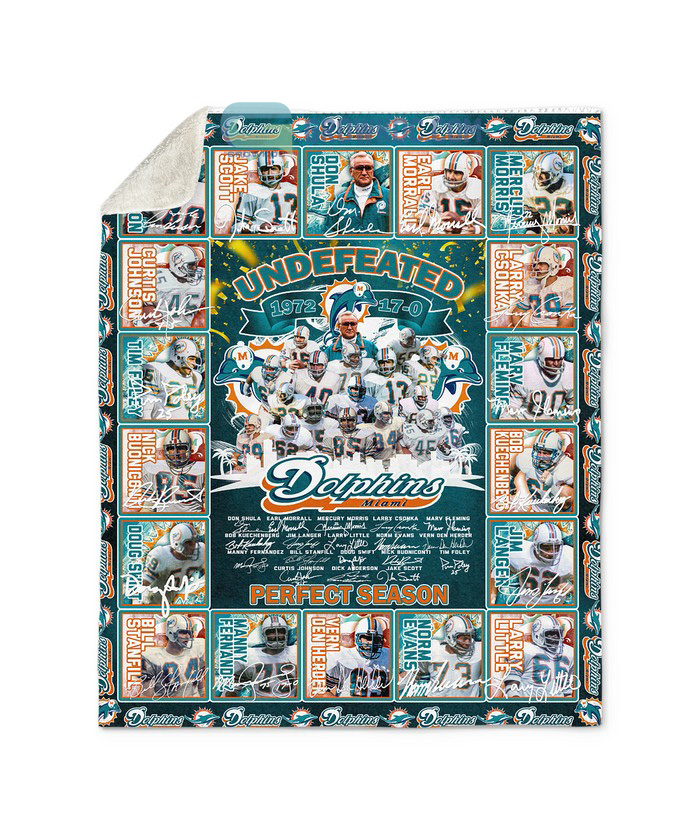 Dolphins Dolphins Dolphins Dolphins
JAKE SCOTT
DON SHULA
EARL MORRALL
MERCURY MORRIS
CURTIS JOHNSON
LARRY CSONKA
TIM FOLEY
MARV FLEMING
NICK BUONICONTI
BOB KUECHENBERG
DOUG SWIFT
JIM LANGER
BILL STANFILL
MANNY FERNANDEZ
VERN DEN HERDER
NORM EVANS
LARRY LITTLE
UNDEFEATED
1972 17-0
Dolphins
Miami
DON SHULA EARL MORRALL MERCURY MORRIS LARRY CSONKA MARV FLEMING
BOB KUECHENBERG JIM LANGER LARRY LITTLE NORM EVANS VERN DEN HERDER
MANNY FERNANDEZ BILL STANFILL DOUG SWIFT NICK BUONICONTI TIM FOLEY
CURTIS JOHNSON DICK ANDERSON JAKE SCOTT
PERFECT SEASON
Dolphins Dolphins Dolphins Dolphins Dolphins